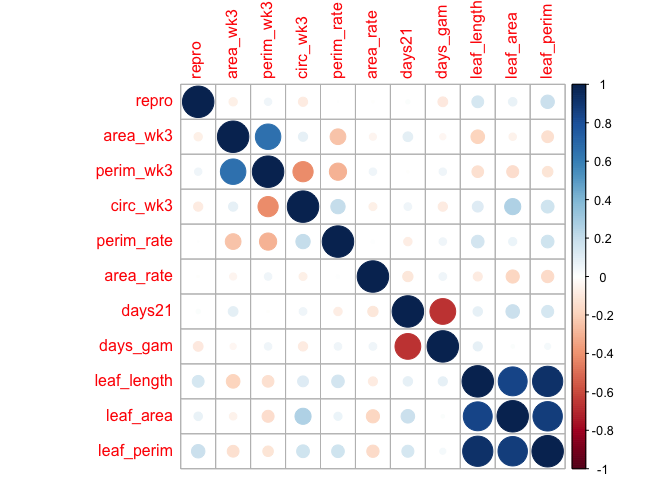 repro
area_wk3
perim_wk3
circ_wk3
perim_rate
area_rate
days21
days_gam
leaf_length
leaf_area
leaf_perim
repro
area_wk3
perim_wk3
circ_wk3
perim_rate
area_rate
days21
days_gam
leaf_length
leaf_area
leaf_perim
1
0.8
0.6
0.4
0.2
0
-0.2
-0.4
-0.6
-0.8
-1